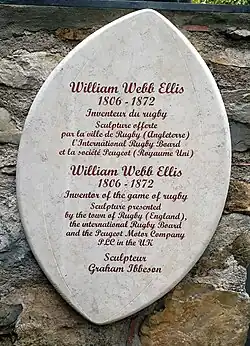 William Webb Ellis
1806 - 1872
Inventeur du rugby
Sculpture offerte
par la ville de Rugby (Angleterre)
l'International Rugby Board
et la société Peugeot (Royaume Uni)
William Webb Ellis
1806 - 1872
Inventor of the game of rugby
Sculpture presented
by the town of Rugby (England),
the international Rugby Board
and the Peugeot Motor Company
PLC in the UK
Sculpteur
Graham Ibbeson